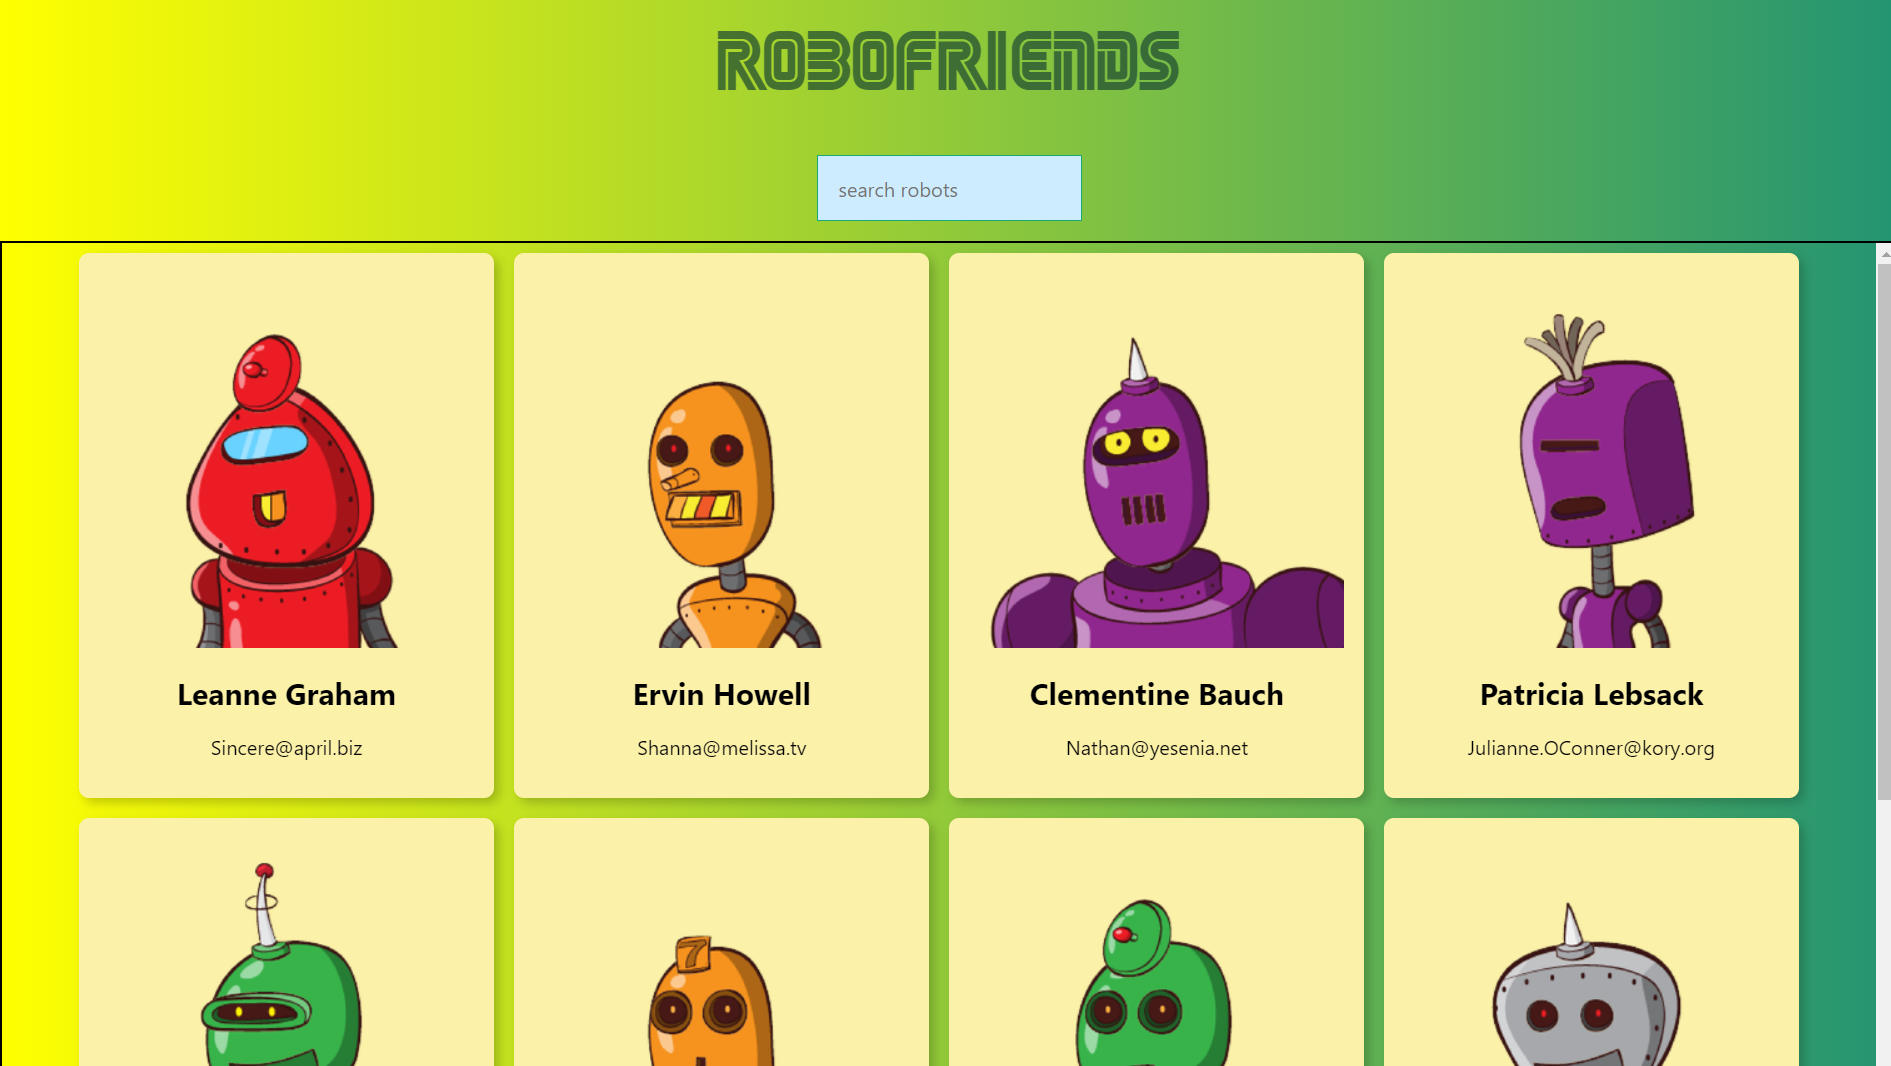 ROBOFRIENDS
search robots
Leanne Graham
Sincere@april.biz
Ervin Howell
Shanna@melissa.tv
Clementine Bauch
Nathan@yesenia.net
Patricia Lebsack
Julianne.OConner@kory.org
7